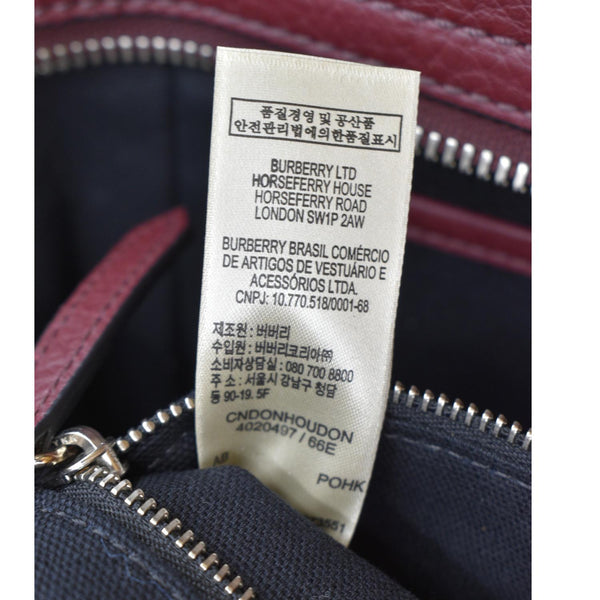 품질경영 및 공산품
안전관리법에의한품질표시
BURBERRY LTD
HORSEFERRY HOUSE
HORSEFERRY ROAD
LONDON SW1P 2AW
BURBERRY BRASIL COMÉRCIO
DE ARTIGOS DE VESTUÁRIO E
ACESSÓRIOS LTDA.
CNPJ: 10.770.518/0001-68
제조원 : 버버리
수입원 : 버버리코리아㈜
소비자상담실 : 080 700 8800
주 소 : 서울시 강남구 청담
동 90-19. 5F
CNDONHOUDON
4020497 / 66E
AB
POHK